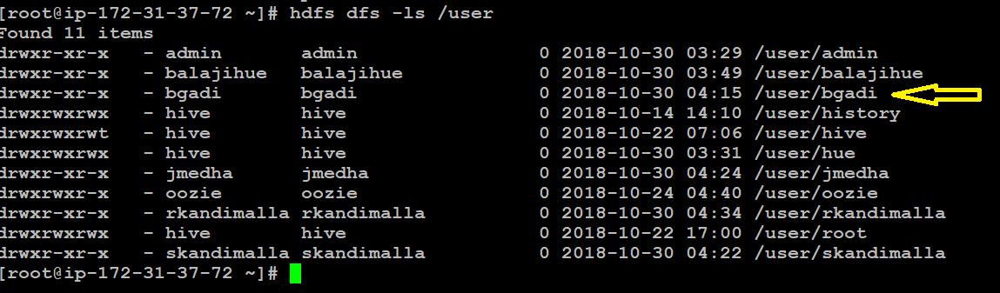 [root@ip-172-31-37-72 ~]# hdfs dfs -ls /user
Found 11 items
drwxr-xr-x   - admin      admin               0 2018-10-30 03:29 /user/admin
drwxr-xr-x   - balajihue  balajihue           0 2018-10-30 03:49 /user/balajihue
drwxr-xr-x   - bgadi      bgadi               0 2018-10-30 04:15 /user/bgadi
drwxrwxrwx   - hive       hive                0 2018-10-14 14:10 /user/history
drwxrwxrwt   - hive       hive                0 2018-10-22 07:06 /user/hive
drwxrwxrwx   - hive       hive                0 2018-10-30 03:31 /user/hue
drwxr-xr-x   - jmedha     jmedha              0 2018-10-30 04:24 /user/jmedha
drwxrwxr-x   - oozie      oozie               0 2018-10-24 04:40 /user/oozie
drwxr-xr-x   - rkandimalla rkandimalla          0 2018-10-30 04:34 /user/rkandimalla
drwxrwxrwx   - hive       hive                0 2018-10-22 17:00 /user/root
drwxr-xr-x   - skandimalla skandimalla          0 2018-10-30 04:22 /user/skandimalla
[root@ip-172-31-37-72 ~]#